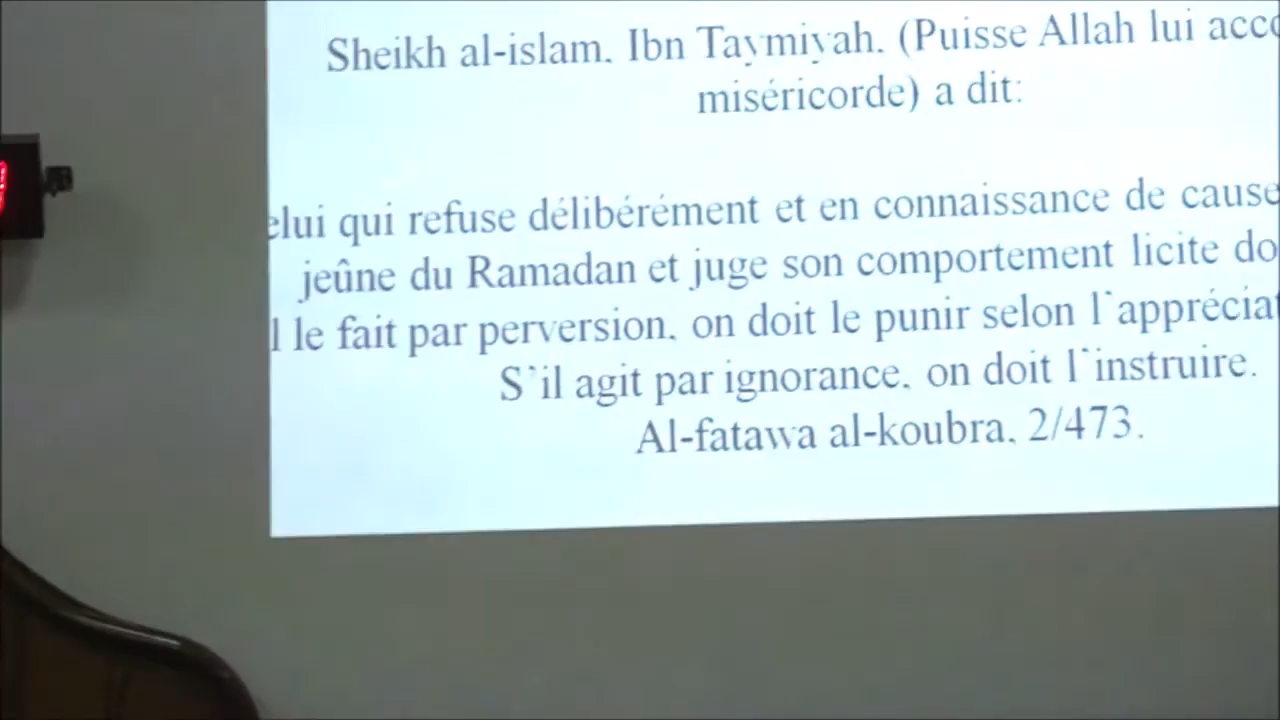 Sheikh al-islam. Ibn Taymiyah. (Puisse Allah lui
miséricorde) a dit:
qui refuse délibérément et en connaissance de cause
jeûne du Ramadan et juge son comportement licite
le fait par perversion. on doit le punir selon
S`il agit par ignorance. on doit l`instruire.
Al-fatawa al-koubra. 2/473.